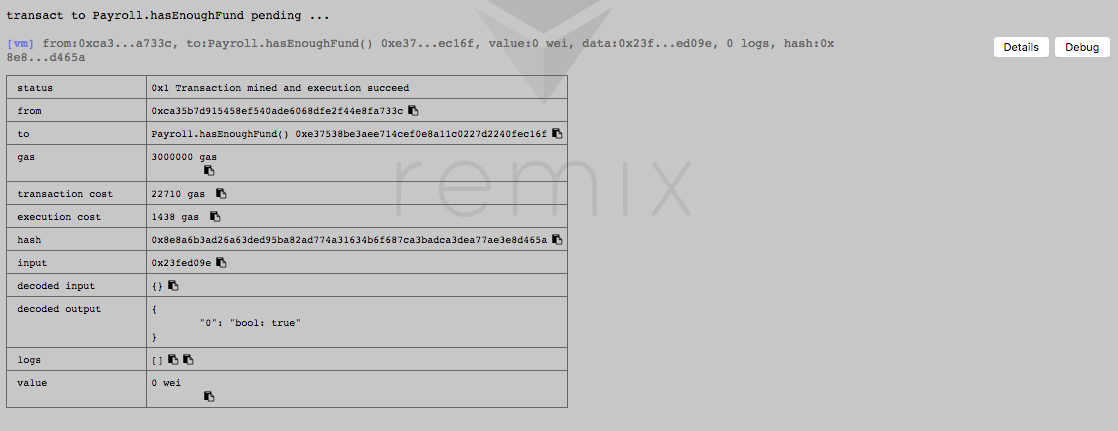 transact to Payroll.hasEnoughFund pending ...
[vm] from:0xca3...a733c, to:Payroll.hasEnoughFund() 0xe37...ec16f, value:0 wei, data:0x23f...ed09e, 0 logs, hash:0x
8e8...d465a
Details Debug
status 0x1 Transaction mined and execution succeed
from 0xca35b7d915458ef540ade6068dfe2f44e8fa733c
to Payroll.hasEnoughFund() 0xe37538be3aee714cef0e8a11c0227d2240fec16f
gas 3000000 gas
transaction cost 22710 gas
execution cost 1438 gas
hash 0x8e8a6b3ad26a63ded95ba82ad774a31634b6f687ca3badca3dea77ae3e8d465a
input 0x23fed09e
decoded input {}
decoded output {
"0": "bool: true"
}
logs []
value 0 wei
remix